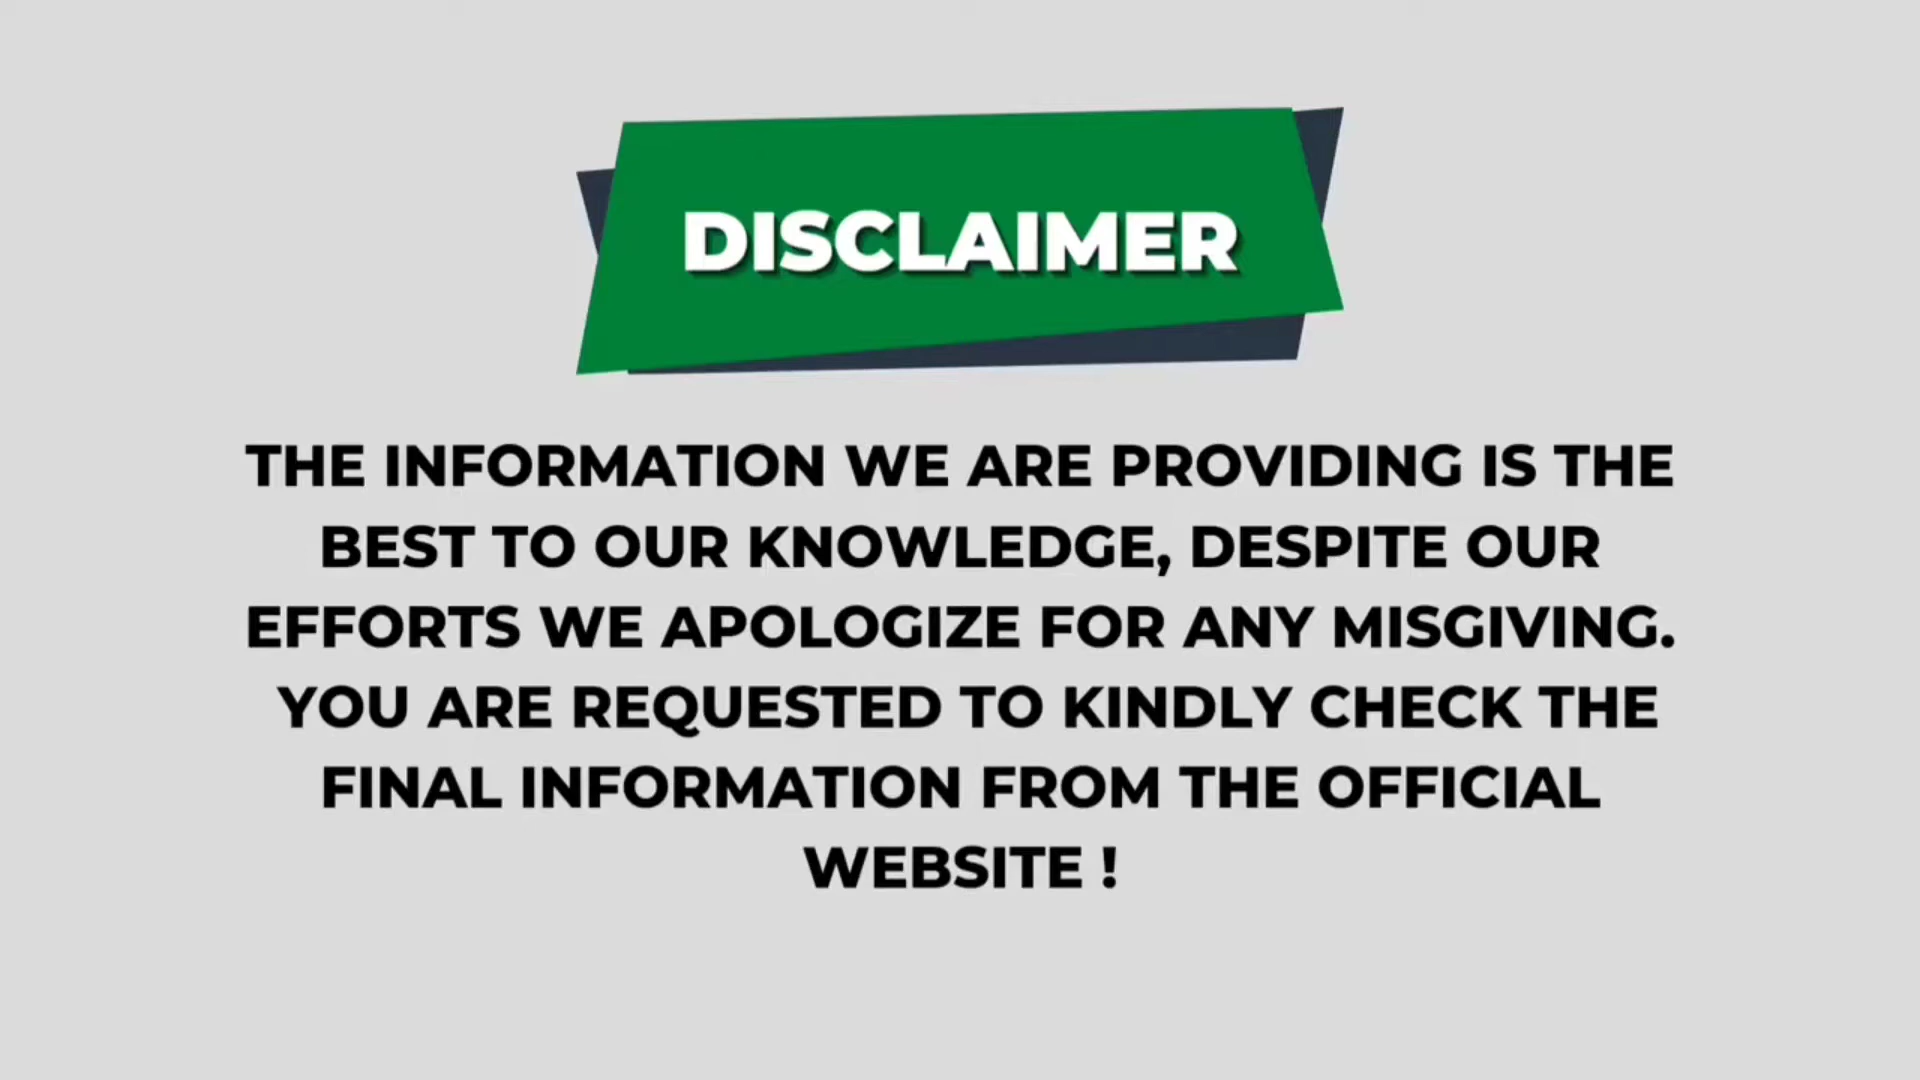 DISCLAIMER
THE INFORMATION WE ARE PROVIDING IS THE
BEST TO OUR KNOWLEDGE, DESPITE OUR
EFFORTS WE APOLOGIZE FOR ANY MISGIVING.
YOU ARE REQUESTED TO KINDLY CHECK THE
FINAL INFORMATION FROM THE OFFICIAL
WEBSITE !